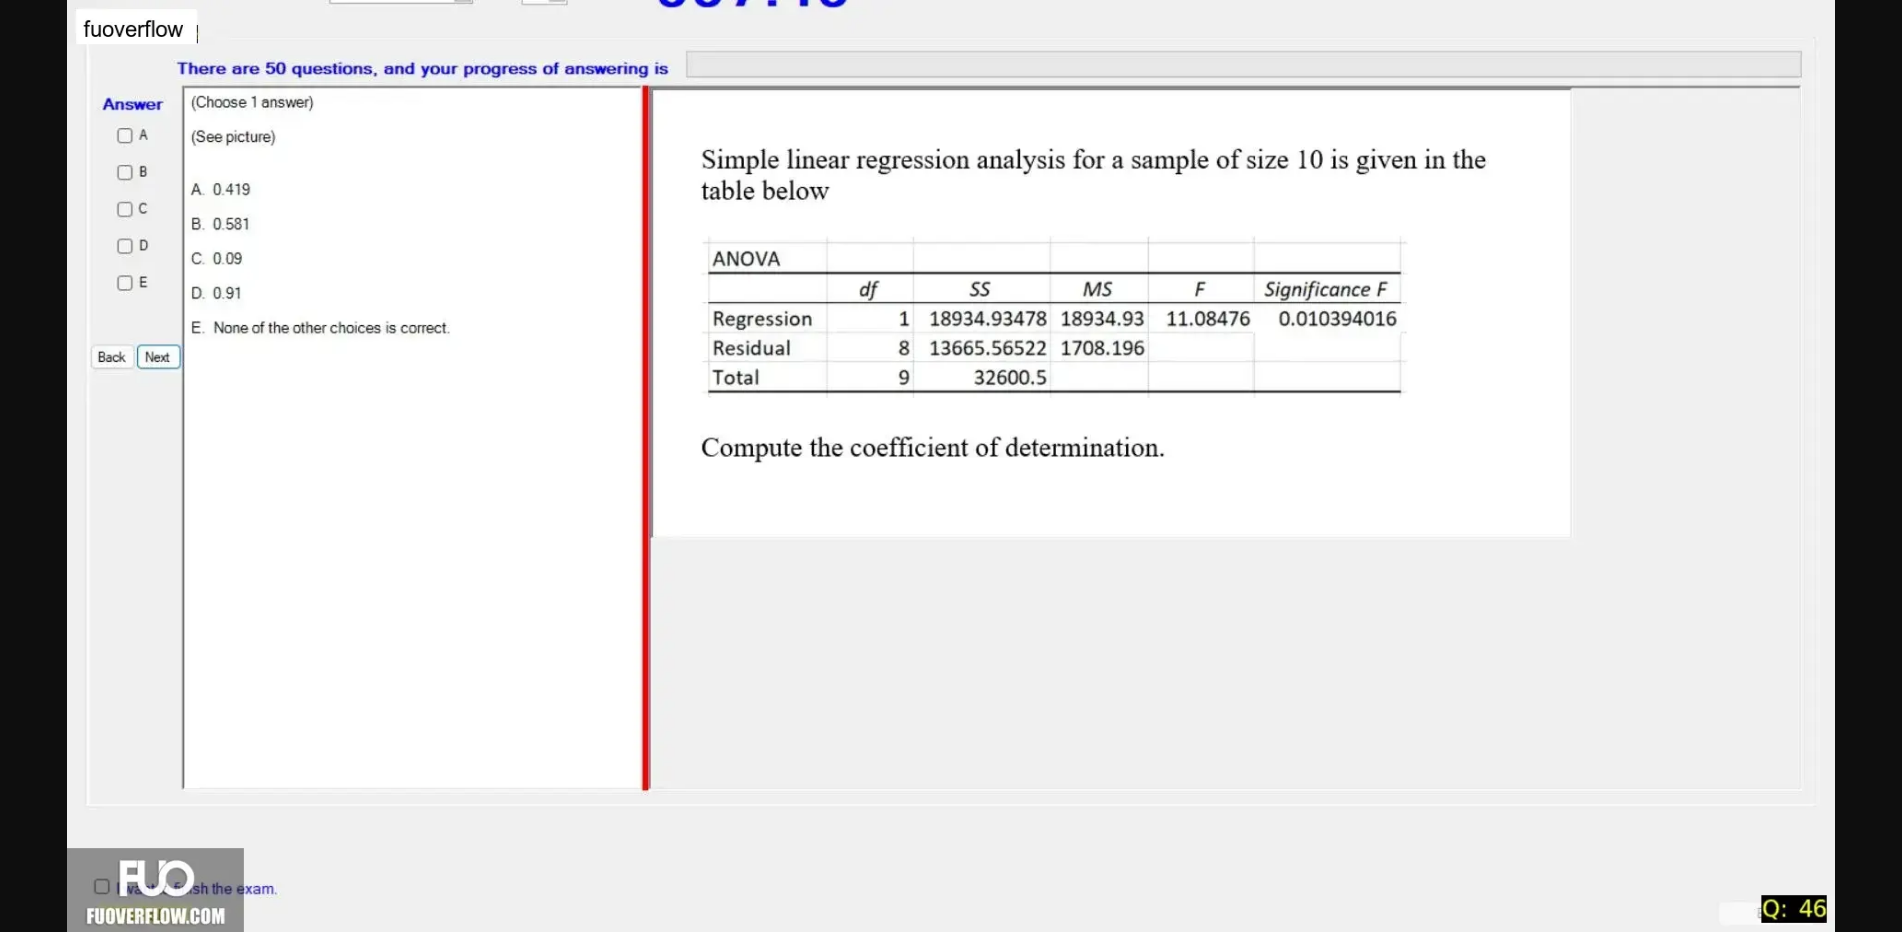 fuoverflow
There are 50 questions, and your progress of answering is
Answer
A
B
C
D
E
Back
Next
(Choose 1 answer)
(See picture)
A. 0.419
B. 0.581
C. 0.09
D. 0.91
E. None of the other choices is correct.
Simple linear regression analysis for a sample of size 10 is given in the
table below
ANOVA
df SS MS F Significance F
Regression 1 18934.93478 18934.93 11.08476 0.010394016
Residual 8 13665.56522 1708.196
Total 9 32600.5
Compute the coefficient of determination.
FUO
the exam.
FUOVERFLOW.COM
Q: 46